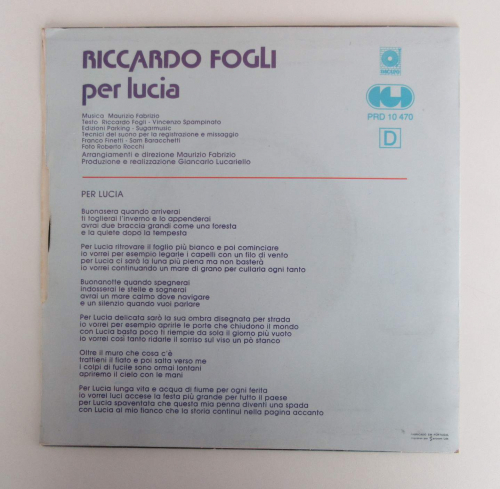 RICCARDO FOGLI
per lucia
PRD 10 470
D
Musica Maurizio Fabrizio
Testo Riccardo Fogli - Vincenzo Spampinato
Edizioni Parking - Sugarmusic
Tecnici del suono per la registrazione e missaggio
Franco Finetti - Sam Baracchetti
Foto Roberto Rocchi
Arrangiamenti e direzione Maurizio Fabrizio
Produzione e realizzazione Giancarlo Lucariello
PER LUCIA
Buonasera quando arriverai
ti toglierai l'inverno e lo appenderai
avrai due braccia grandi come una foresta
e la quiete dopo la tempesta
Per Lucia ritrovare il foglio più bianco e poi cominciare
io vorrei per esempio legarle i capelli con un filo di vento
per Lucia ci sarà la luna più piena ma non basterà
io vorrei continuando un mare di grano per cullarla ogni tanto
Buonanotte quando spegnerai
indosserai le stelle e sognerai
avrai un mare calmo dove navigare
e un silenzio quando vuoi parlare
Per Lucia delicata sarò la sua ombra disegnata per strada
io vorrei per esempio aprirle le porte che chiudono il mondo
con Lucia basta poco ti riempie da sola il giorno più vuoto
io vorrei così tanto ridarle il sorriso sul viso un pò stanco
Oltre il muro che cosa c'è
trattieni il fiato e poi salta verso me
i colpi di fucile sono ormai lontani
apriremo il cielo con le mani
Per Lucia lunga vita e acqua di fiume per ogni ferita
io vorrei luci accese la festa più grande per tutto il paese
per Lucia spaventata che questa mia penna diventi una spada
con Lucia al mio fianco che la storia continui nella pagina accanto